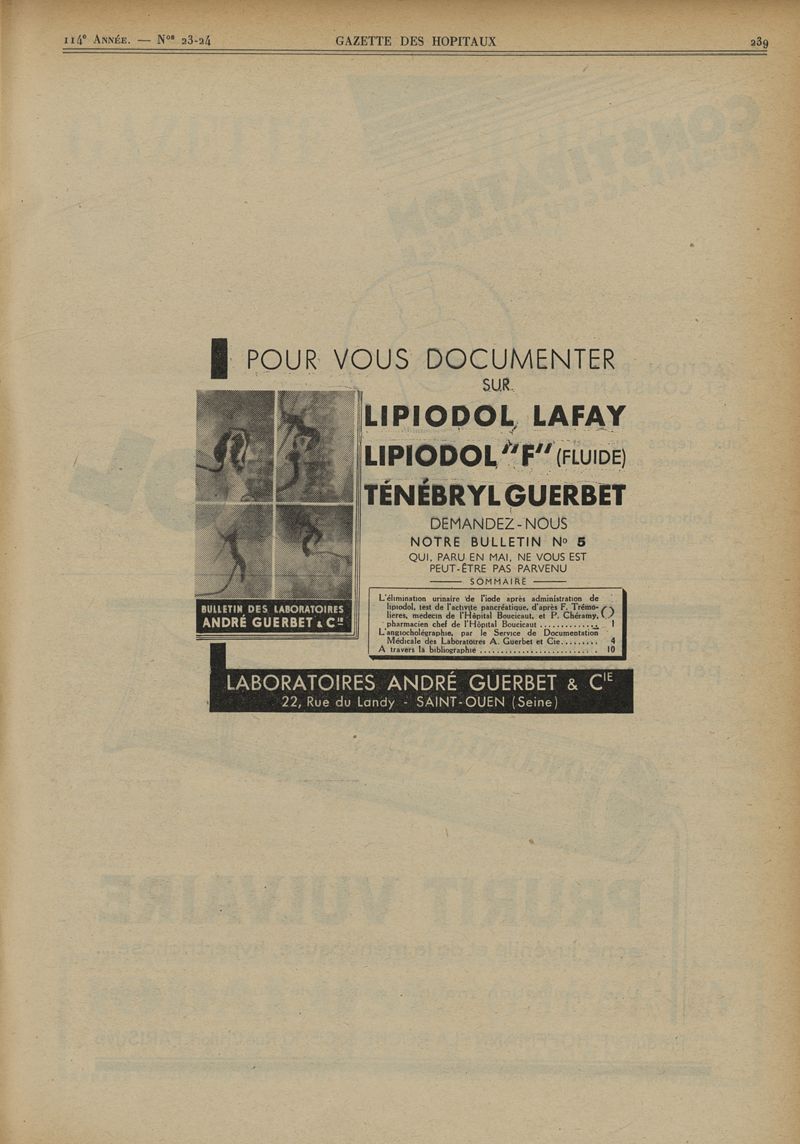 114e ANNÉE. — Nos 23-24
GAZETTE DES HOPITAUX
239
POUR VOUS DOCUMENTER
SUR
LIPIODOL LAFAY
LIPIODOL "F" (FLUIDE)
TÉNÉBRYL GUERBET
DEMANDEZ-NOUS
NOTRE BULLETIN No 5
QUI, PARU EN MAI, NE VOUS EST
PEUT-ÊTRE PAS PARVENU
SOMMAIRE
L'élimination urinaire de l'iode après administration de
lipiodol, test de l'activité pancréatique, d'après F. Trémo-
lieres, medecin de l'Hôpital Boucicaut, et P. Chéramy,
pharmacien chef de l'Hôpital Boucicaut .............. 1
L'angiocholégraphie, par le Service de Documentation
Médicale des Laboratoires A. Guerbet et Cie......... 4
A travers la bibliographie .......................... 10
BULLETIN DES LABORATOIRES
ANDRÉ GUERBET & Cie
LABORATOIRES ANDRÉ GUERBET & CIE
22, Rue du Landy - SAINT-OUEN (Seine)